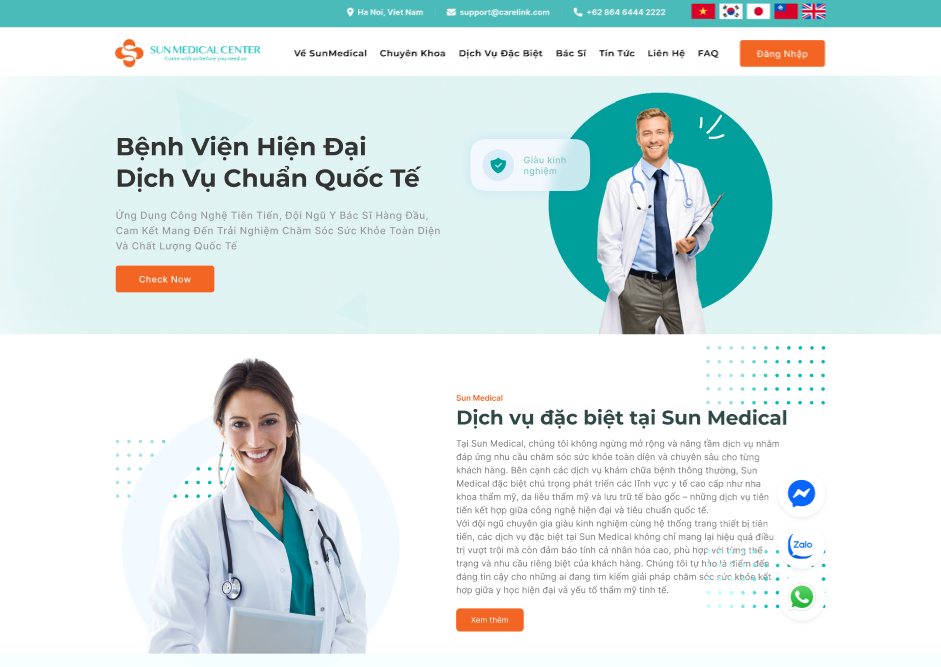 Ha Noi, Viet Nam
support@carelink.com
+62 864 6444 2222
SUN MEDICAL CENTER
Come with us before you need us
Về SunMedical
Chuyên Khoa
Dịch Vụ Đặc Biệt
Bác Sĩ
Tin Tức
Liên Hệ
FAQ
Đăng Nhập
Bệnh Viện Hiện Đại
Dịch Vụ Chuẩn Quốc Tế
Ứng Dụng Công Nghệ Tiên Tiến, Đội Ngũ Y Bác Sĩ Hàng Đầu,
Cam Kết Mang Đến Trải Nghiệm Chăm Sóc Sức Khỏe Toàn Diện
Và Chất Lượng Quốc Tế
Check Now
Giàu kinh
nghiệm
Sun Medical
Dịch vụ đặc biệt tại Sun Medical
Tại Sun Medical, chúng tôi không ngừng mở rộng và nâng tầm dịch vụ nhằm
đáp ứng nhu cầu chăm sóc sức khỏe toàn diện và chuyên sâu cho từng
khách hàng. Bên cạnh các dịch vụ khám chữa bệnh thông thường, Sun
Medical đặc biệt chú trọng phát triển các lĩnh vực y tế cao cấp như nha
khoa thẩm mỹ, da liễu thẩm mỹ và lưu trữ tế bào gốc – những dịch vụ tiên
tiến kết hợp giữa công nghệ hiện đại và tiêu chuẩn quốc tế.
Với đội ngũ chuyên gia giàu kinh nghiệm cùng hệ thống trang thiết bị tiên
tiến, các dịch vụ đặc biệt tại Sun Medical không chỉ mang lại hiệu quả điều
trị vượt trội mà còn đảm bảo tính cá nhân hóa cao, phù hợp với từng thể
trạng và nhu cầu riêng biệt của khách hàng. Chúng tôi tự hào là điểm đến
đáng tin cậy cho những ai đang tìm kiếm giải pháp chăm sóc sức khỏe kết
hợp giữa y học hiện đại và yếu tố thẩm mỹ tinh tế.
Zalo
Xem thêm